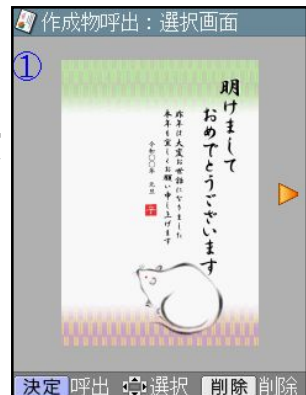 作成物呼出：選択画面
①
明けまして
おめでとうございます
昨年は大変お世話になりました
本年も宜しくお願い申し上げます
令和〇〇年 元旦
子
決定 呼出 選択 削除 削除